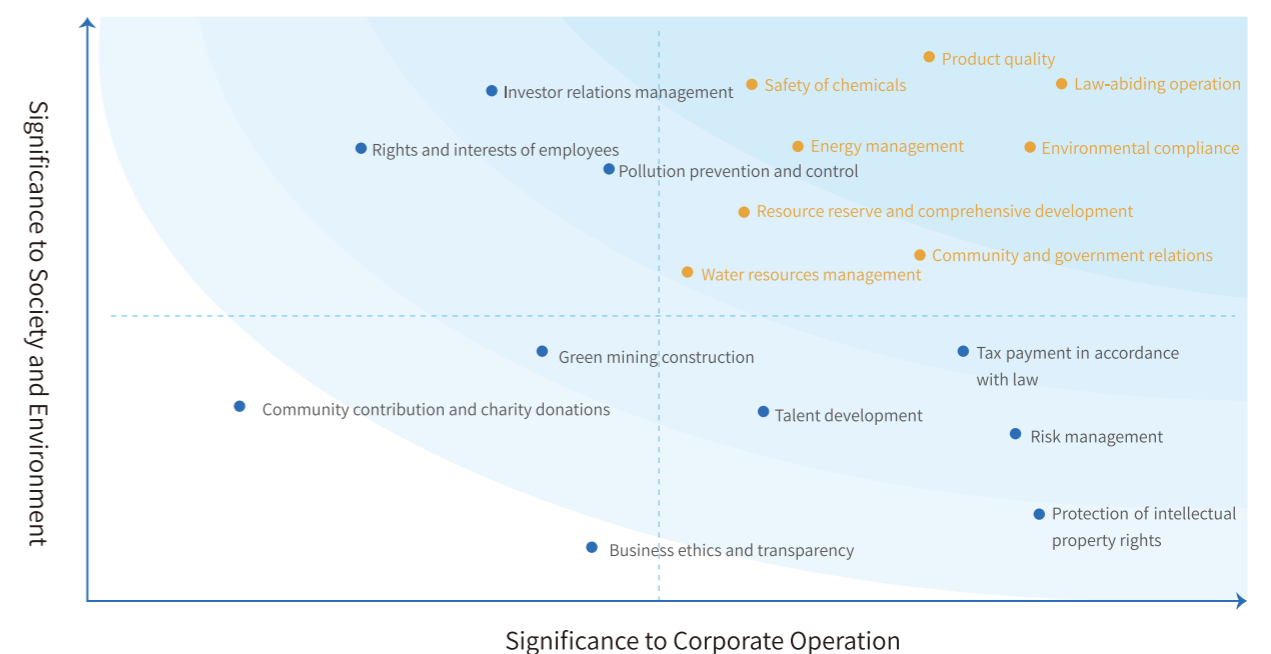 Significance to Society and Environment
Product quality
Safety of chemicals
Law-abiding operation
Investor relations management
Energy management
Environmental compliance
Rights and interests of employees
Pollution prevention and control
Resource reserve and comprehensive development
Community and government relations
Water resources management
Green mining construction
Tax payment in accordance
with law
Community contribution and charity donations
Talent development
Risk management
Protection of intellectual
property rights
Business ethics and transparency
Significance to Corporate Operation